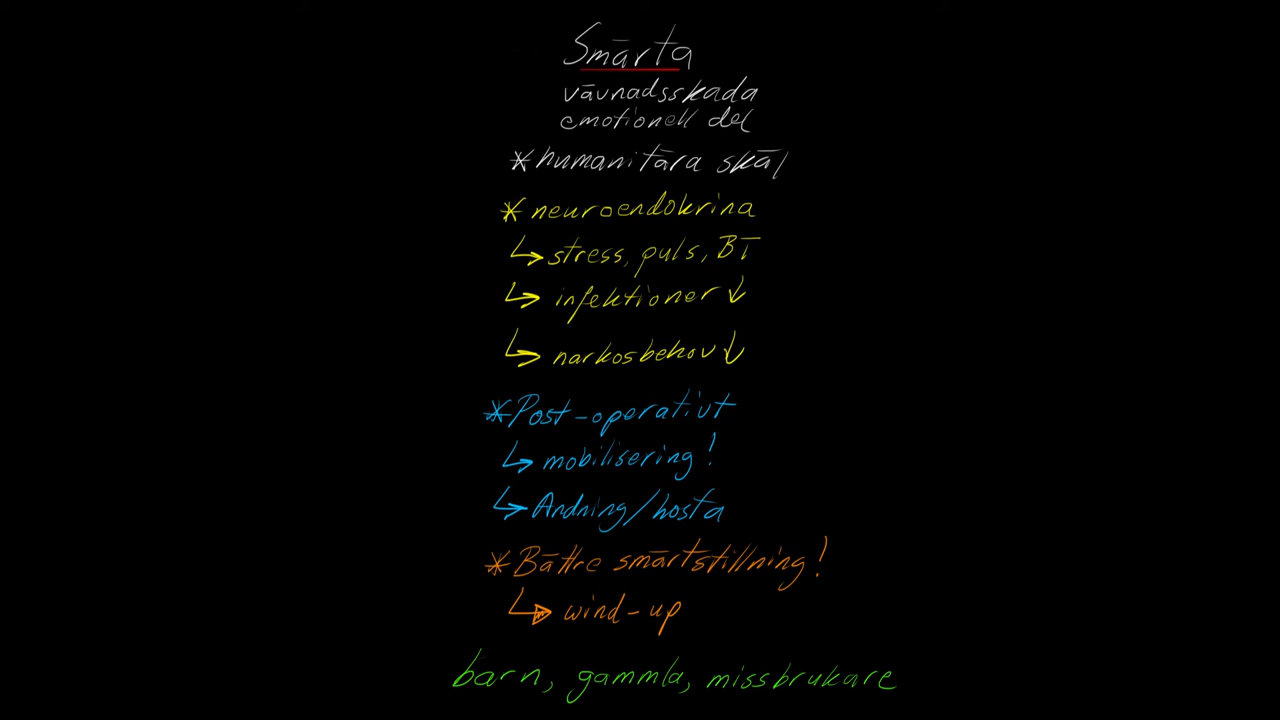 Smärta
vävnadsskada
emotionell del
*humanitära skäl
*neuroendokrina
↳ stress, puls, BT
↳ infektioner ↓
↳ narkosbehov ↓
*Post-operativt
↳ mobilisering!
↳ Andning/hosta
*Bättre smärtstillning!
↳ wind-up
barn, gammla, missbrukare